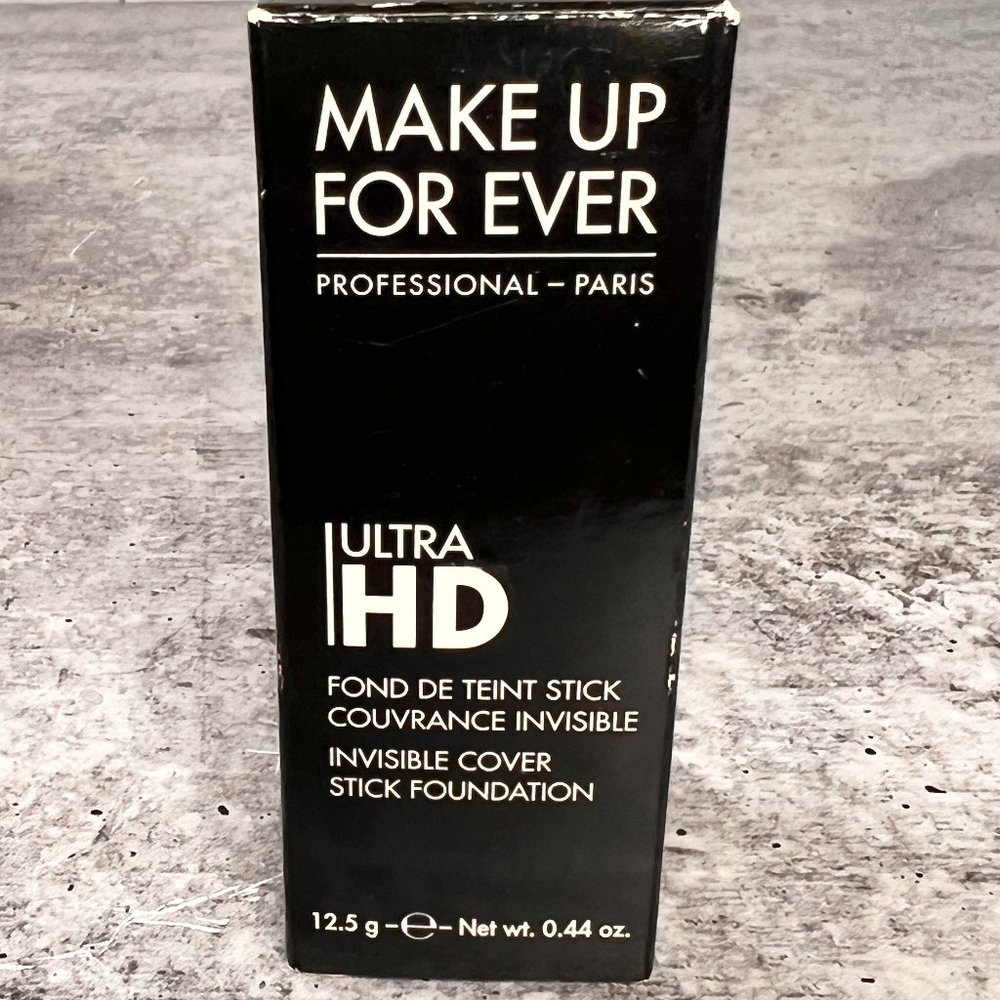 MAKE UP
FOR EVER
PROFESSIONAL – PARIS
ULTRA
HD
FOND DE TEINT STICK
COUVRANCE INVISIBLE
INVISIBLE COVER
STICK FOUNDATION
12.5 g –℮– Net wt. 0.44 oz.